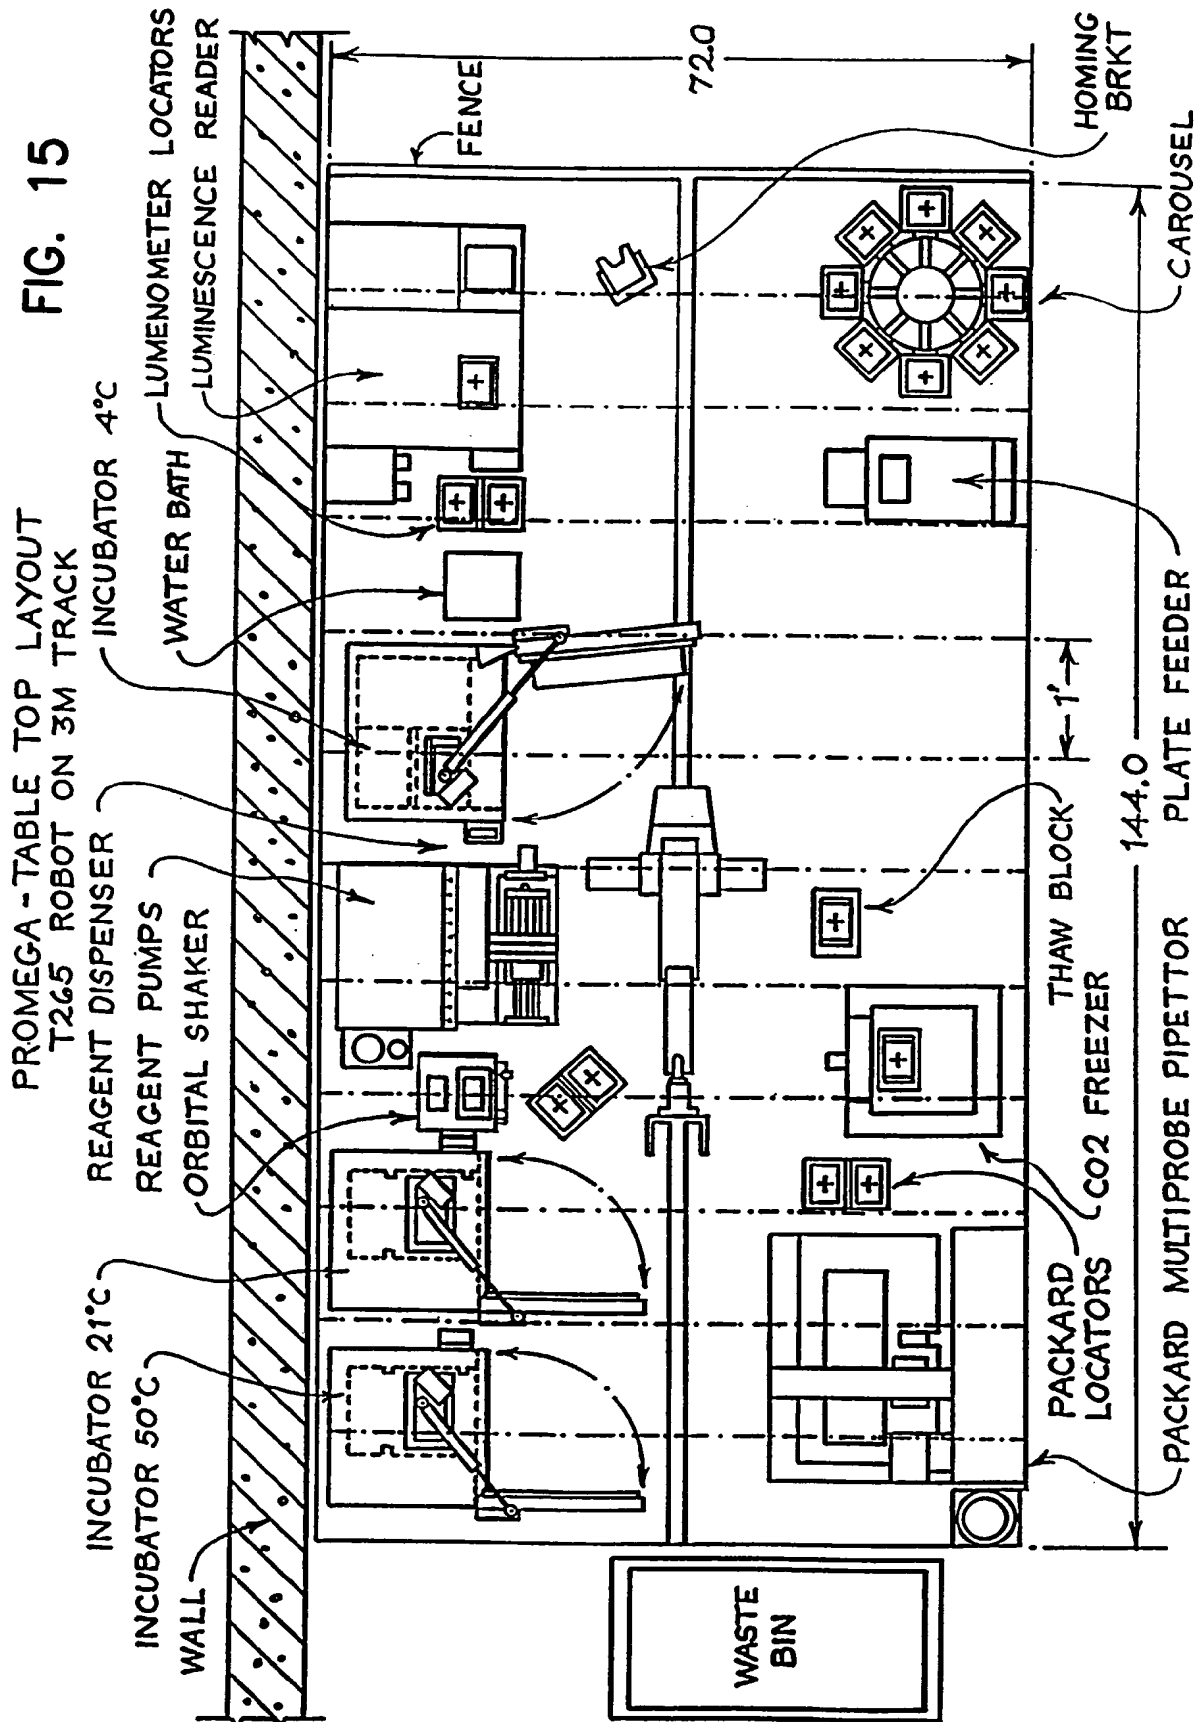 FIG. 15
PROMEGA-TABLE TOP LAYOUT
T265 ROBOT ON 3M TRACK
WALL
INCUBATOR 50°C
INCUBATOR 21°C
ORBITAL SHAKER
REAGENT PUMPS
REAGENT DISPENSER
INCUBATOR 4°C
WATER BATH
LUMENOMETER LOCATORS
LUMINESCENCE READER
FENCE
72.0
HOMING
BRKT
WASTE
BIN
1'
THAW BLOCK
PACKARD
LOCATORS
CO2 FREEZER
144.0
PACKARD MULTIPROBE PIPETTOR
PLATE FEEDER
CAROUSEL